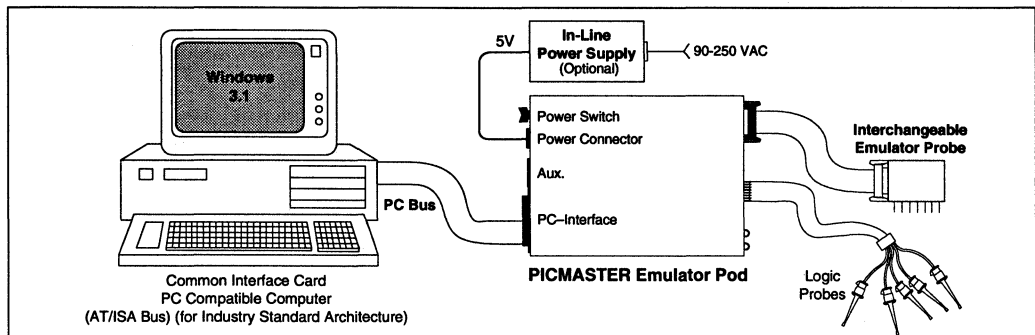 Windows
3.1
5V
In-Line
Power Supply
(Optional)
90-250 VAC
Power Switch
Power Connector
Aux.
PC–Interface
PC Bus
Interchangeable
Emulator Probe
PICMASTER Emulator Pod
Logic
Probes
Common Interface Card
PC Compatible Computer
(AT/ISA Bus) (for Industry Standard Architecture)